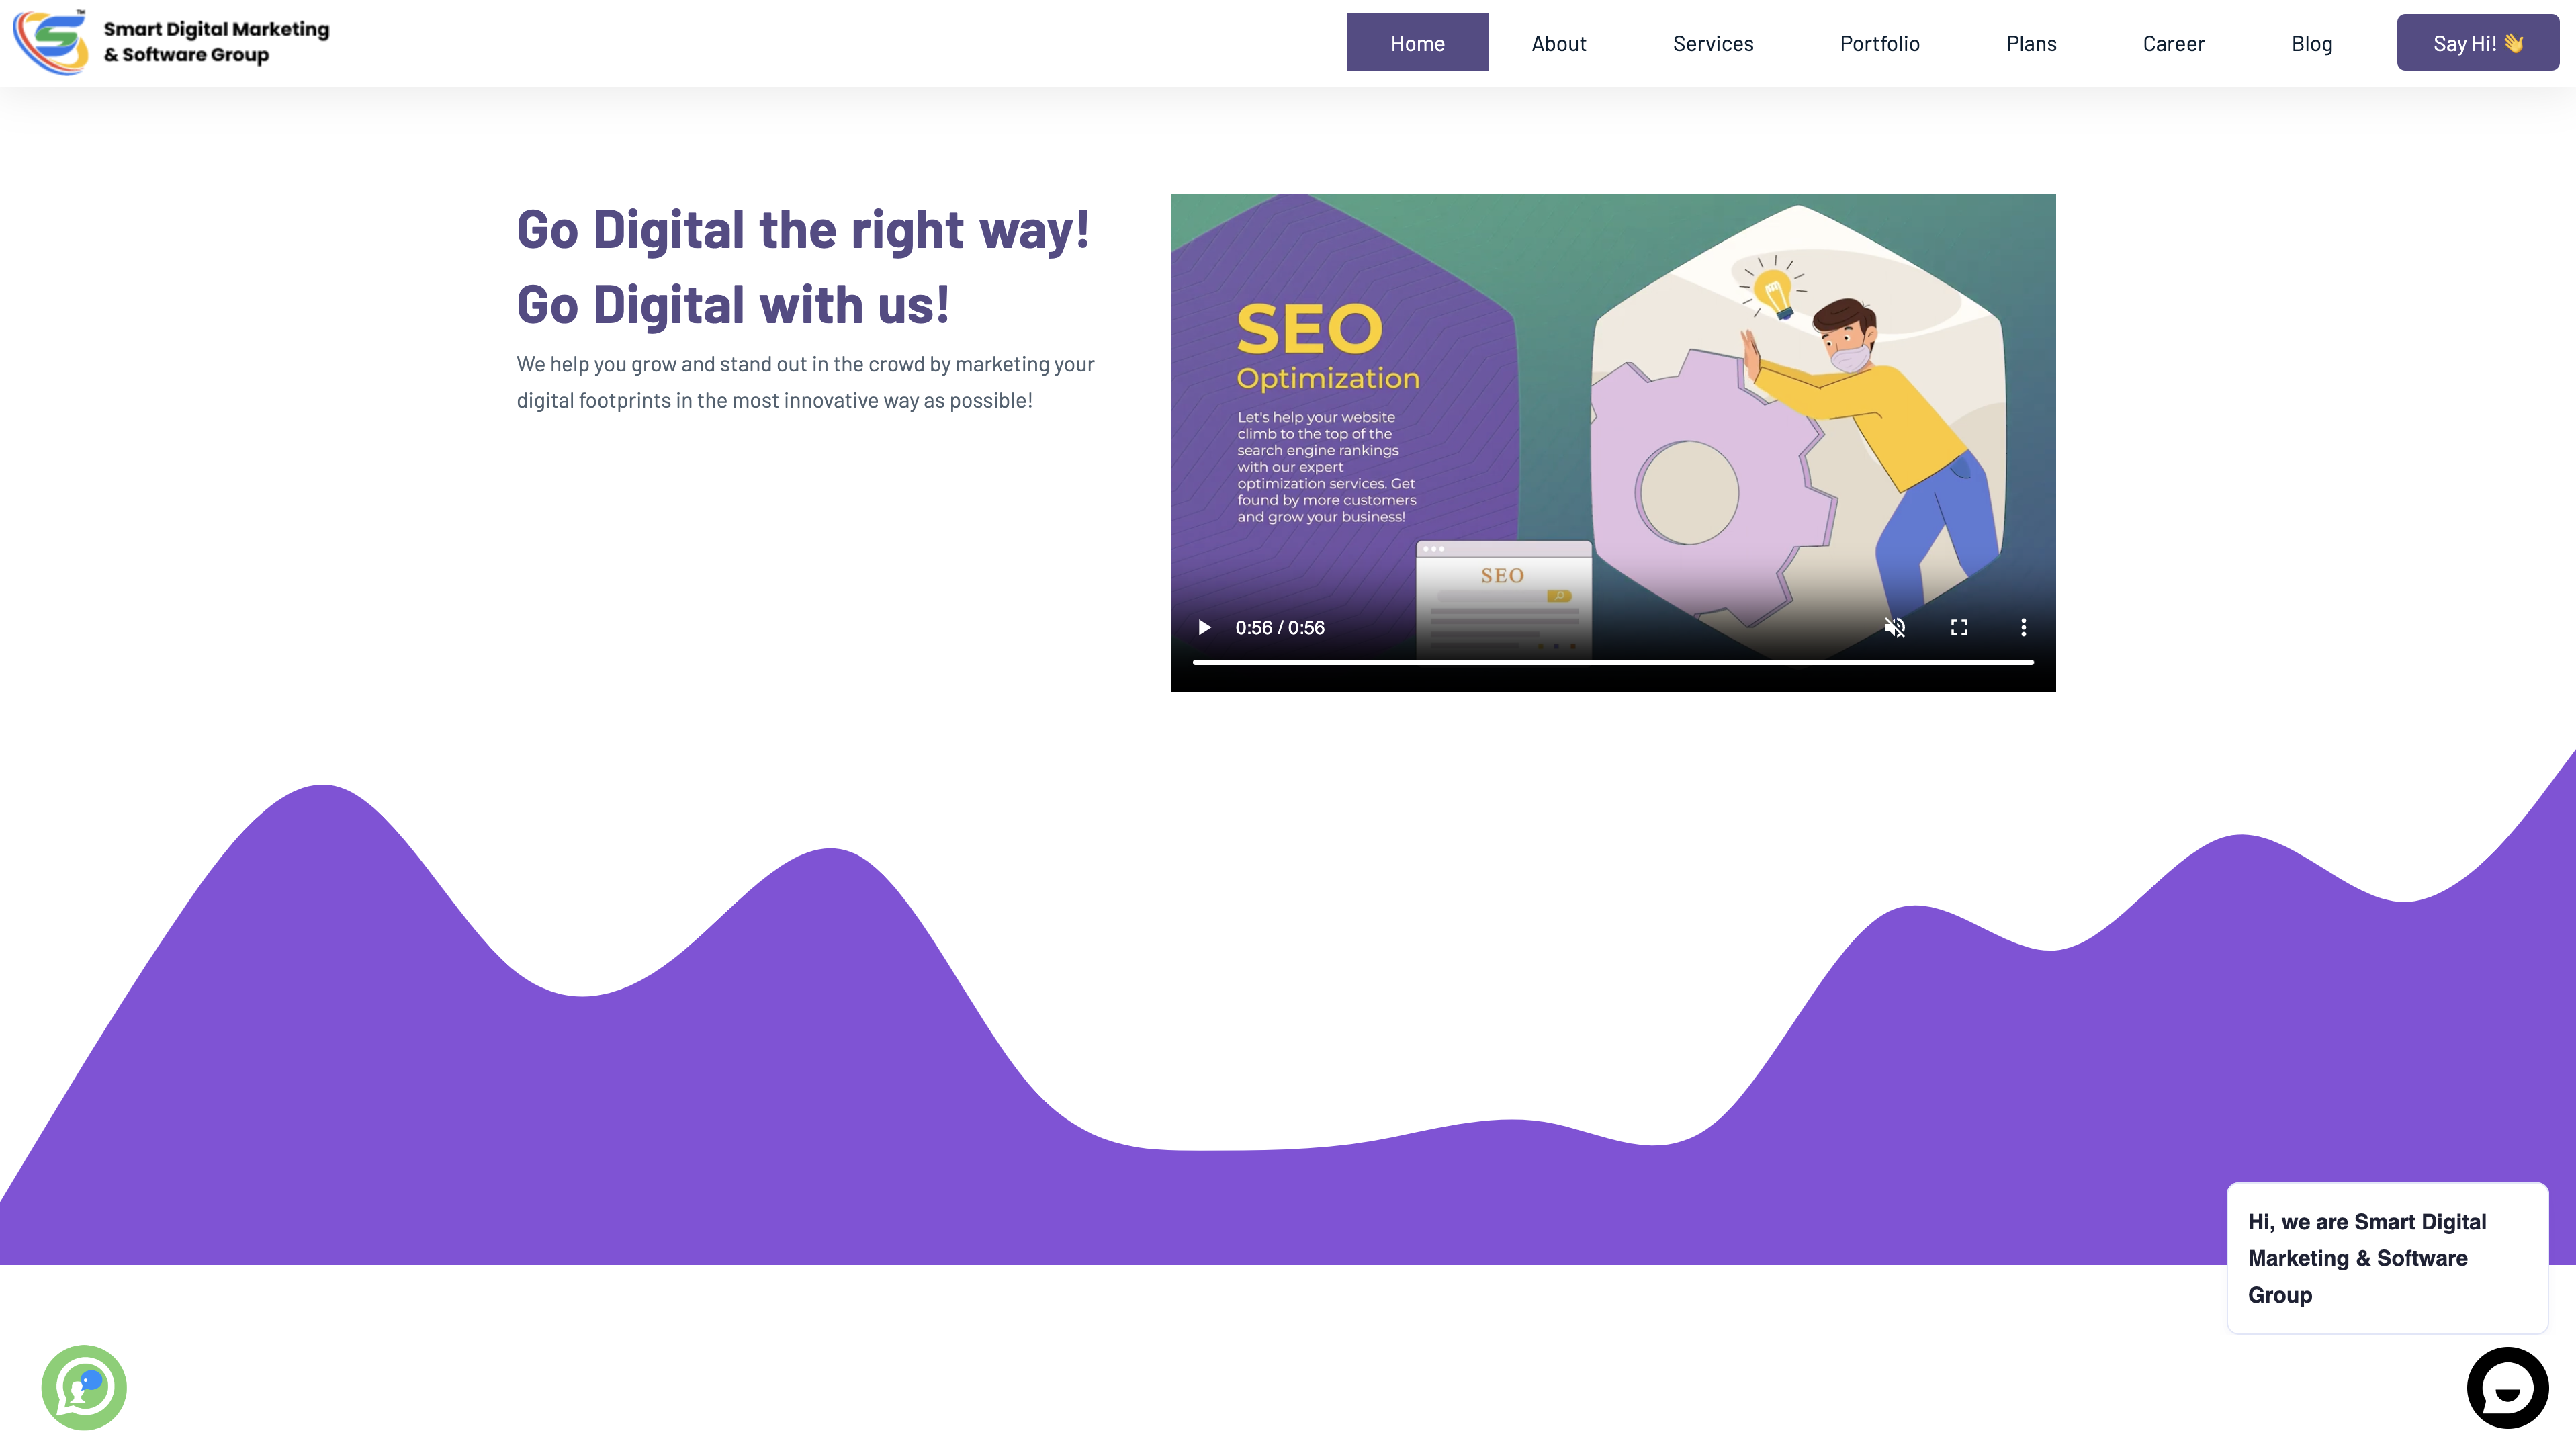 TM
Smart Digital Marketing
& Software Group
Home
About
Services
Portfolio
Plans
Career
Blog
Say Hi! 👋
Go Digital the right way!
Go Digital with us!
We help you grow and stand out in the crowd by marketing your
digital footprints in the most innovative way as possible!
SEO
Optimization
Let's help your website
climb to the top of the
search engine rankings
with our expert
optimization services. Get
found by more customers
and grow your business!
SEO
0:56 / 0:56
Hi, we are Smart Digital
Marketing & Software
Group